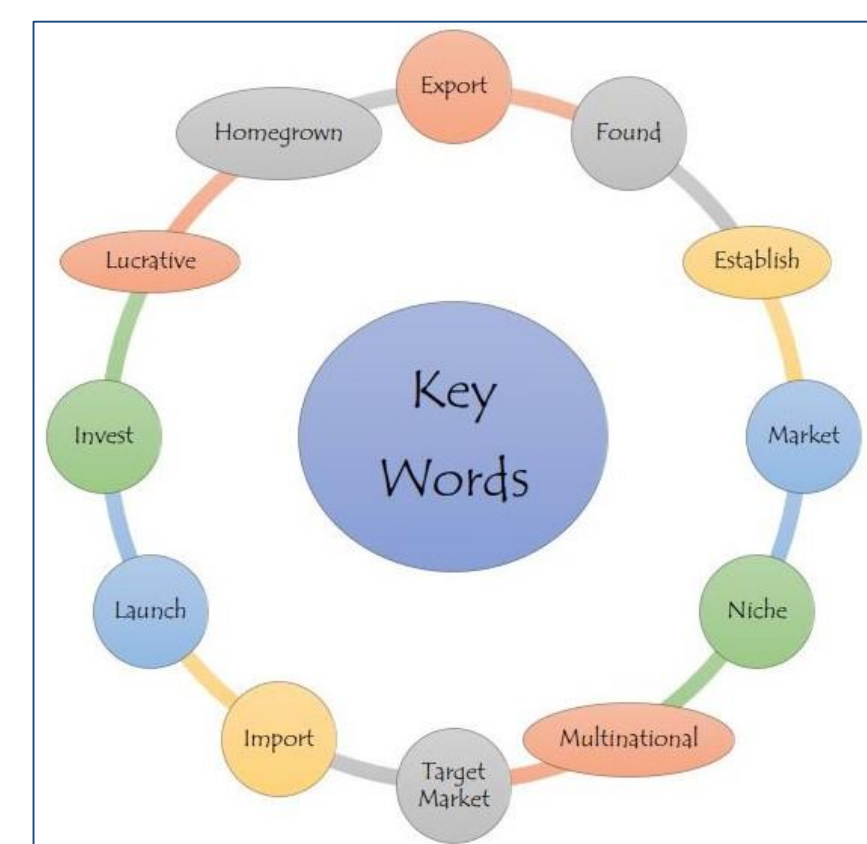 Export
Found
Establish
Market
Niche
Multinational
Target
Market
Import
Launch
Invest
Lucrative
Homegrown
Key
Words